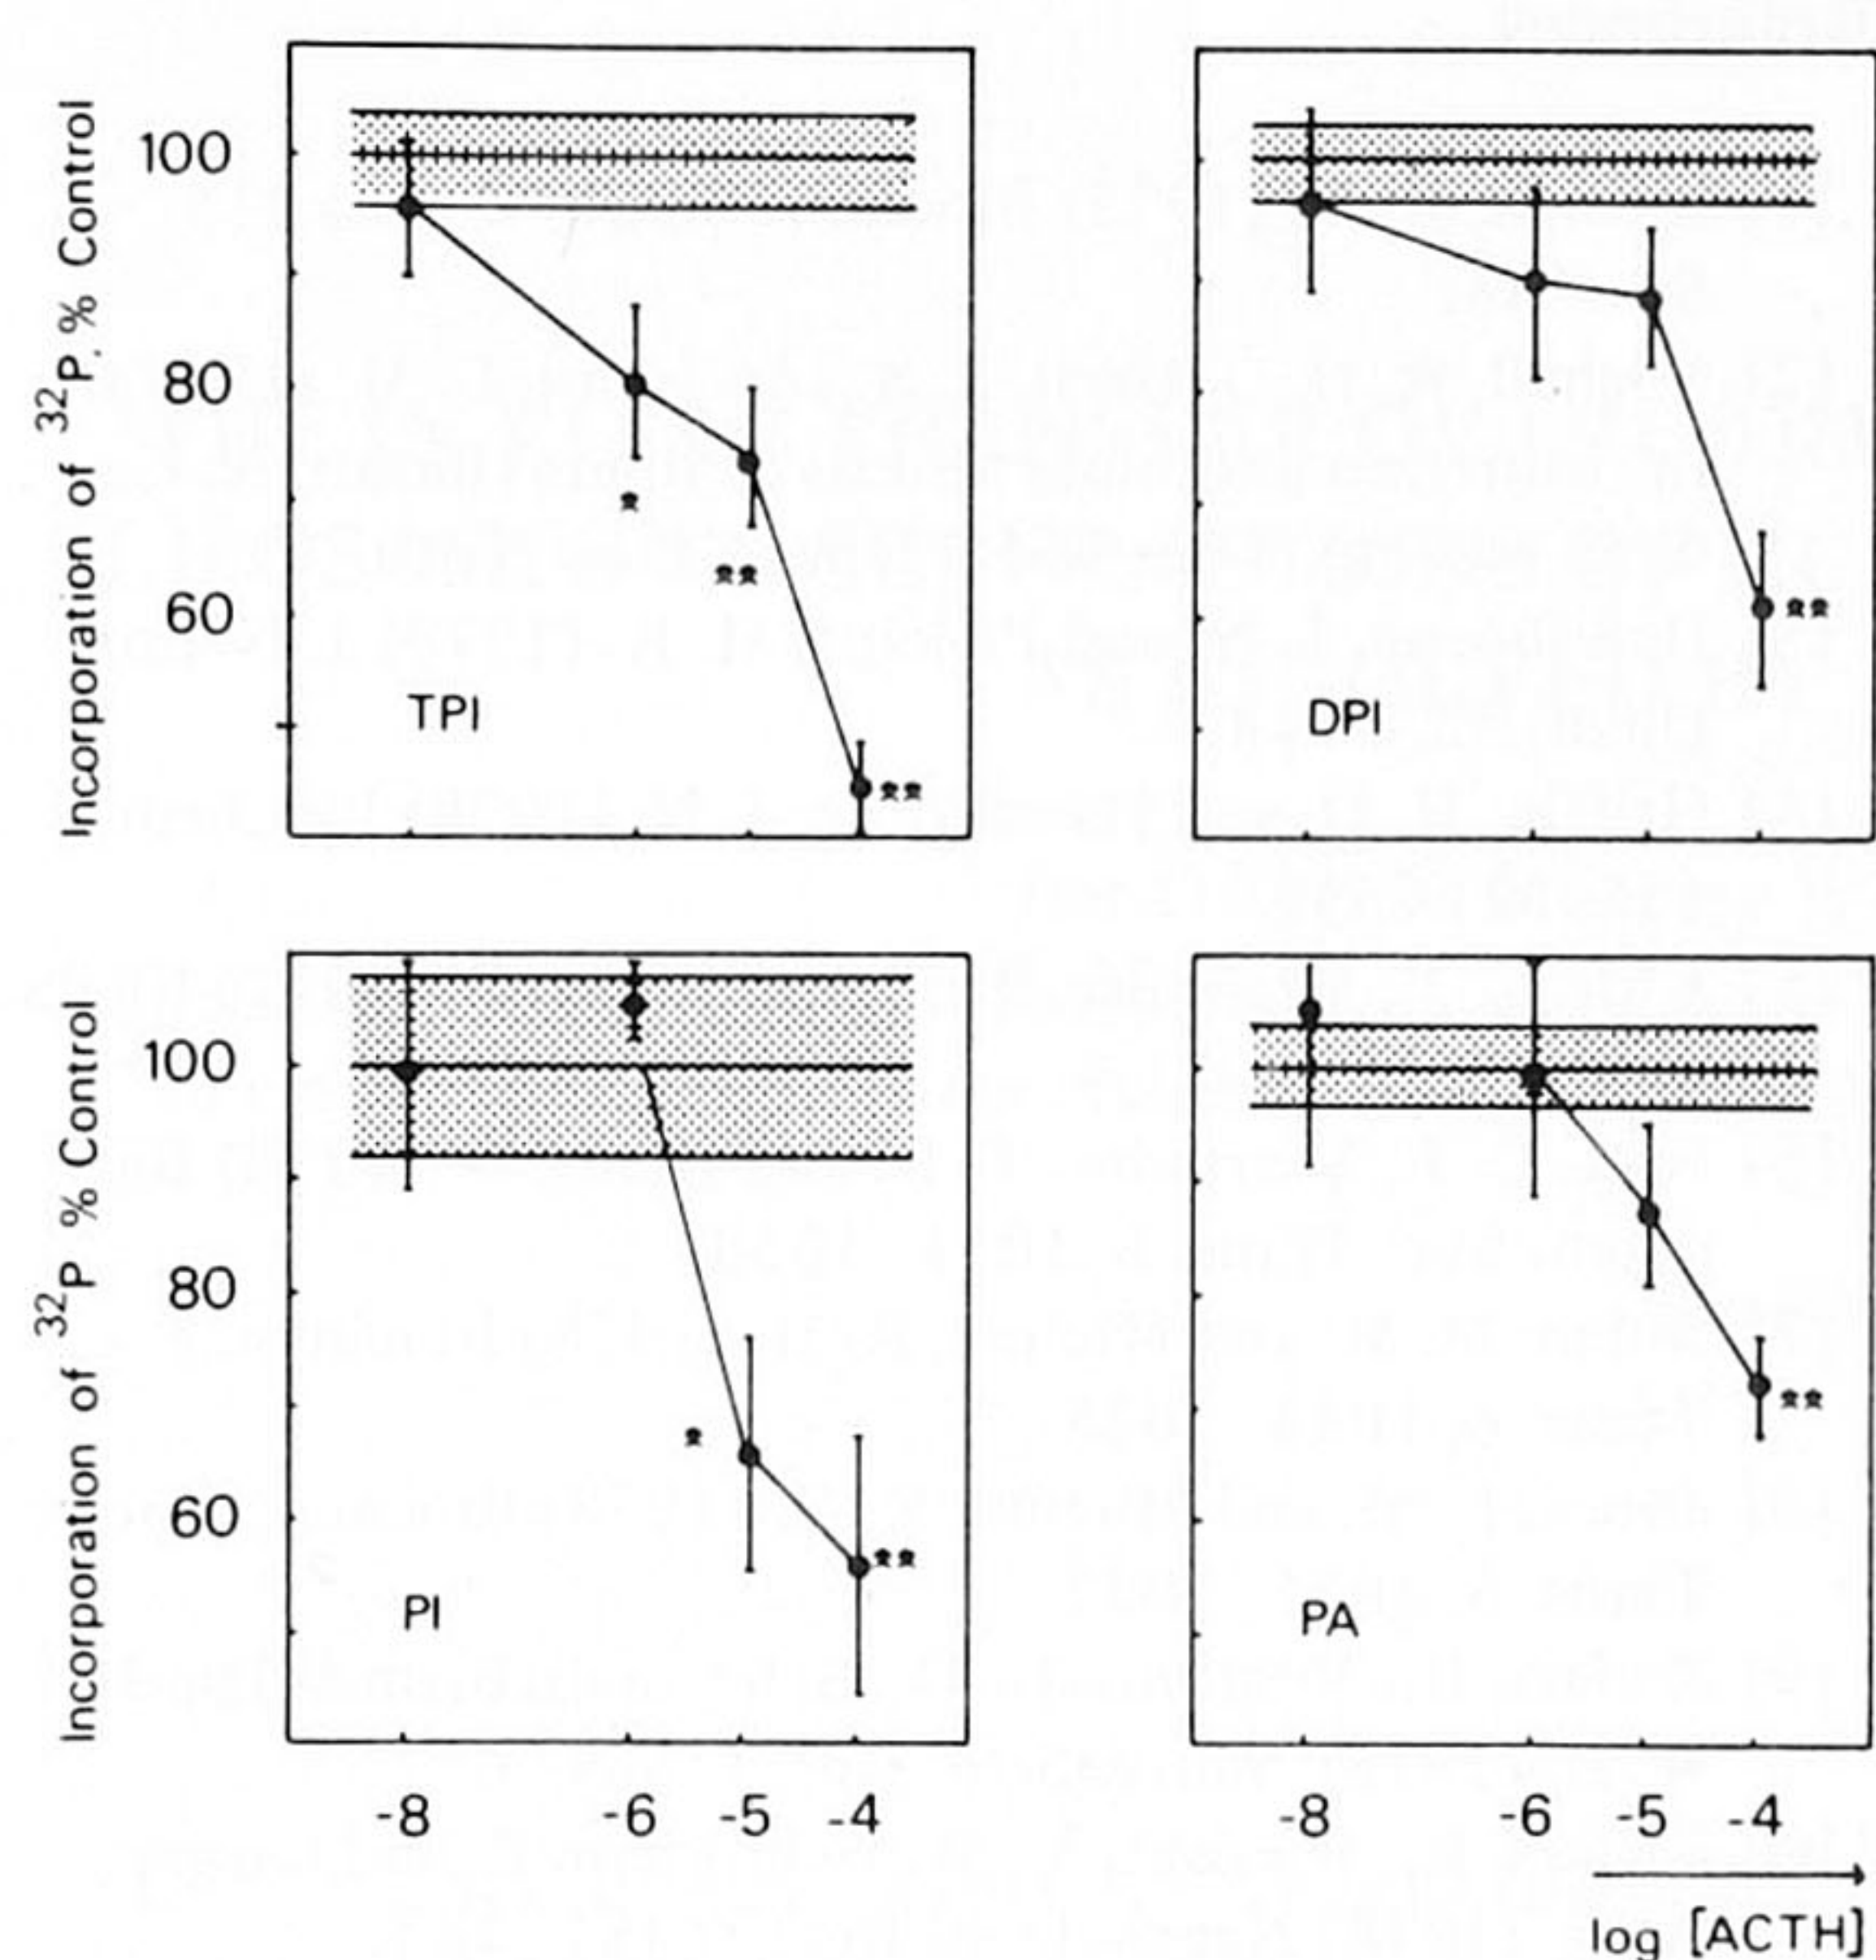 Incorporation of ³²P. % Control
100
80
60
TPI
*
**
**
DPI
**
Incorporation of ³²P % Control
100
80
60
PI
*
**
PA
**
-8 -6 -5 -4
-8 -6 -5 -4
log [ACTH]